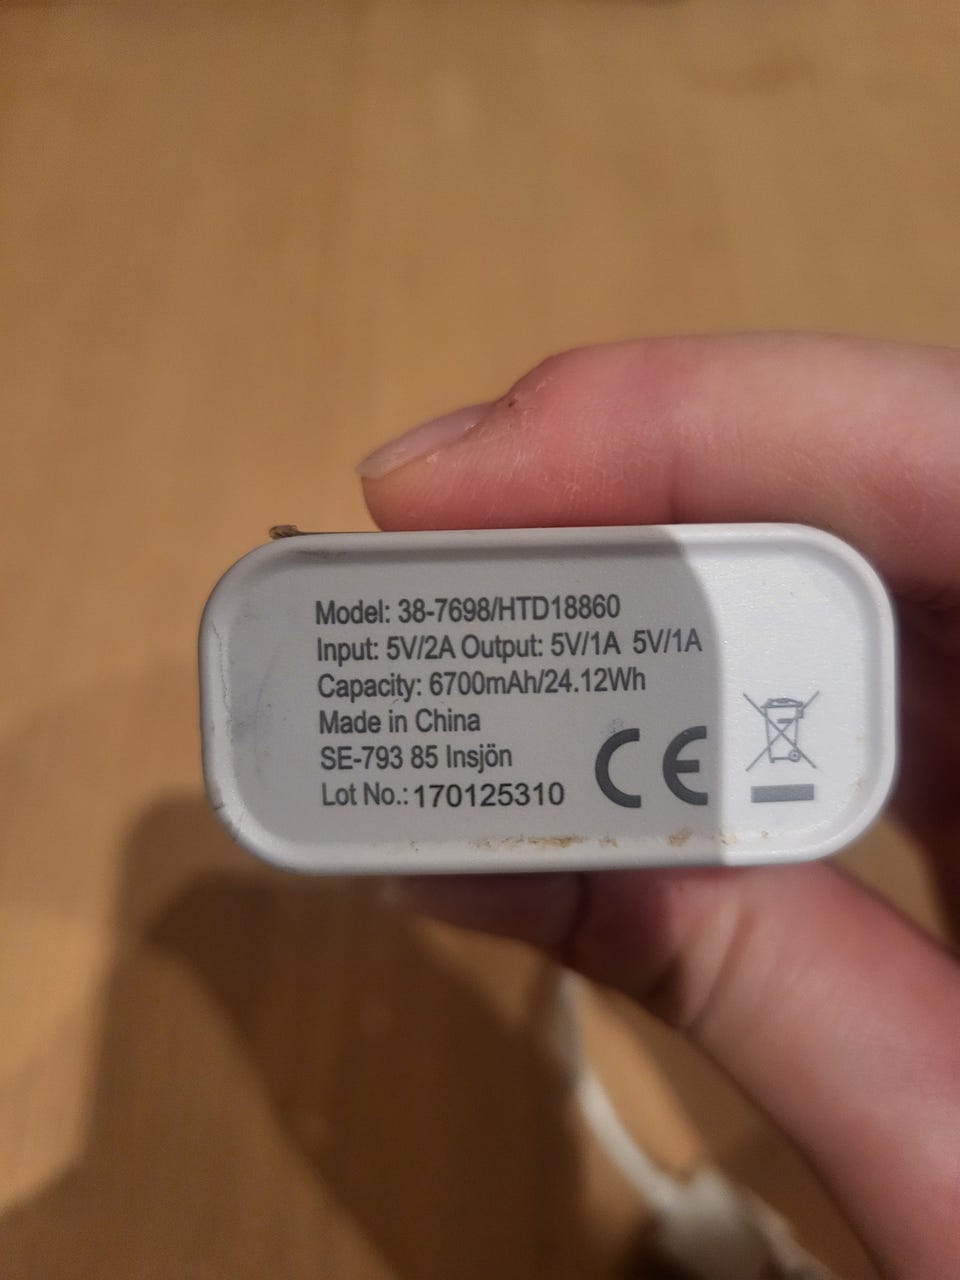 Model: 38-7698/HTD18860
Input: 5V/2A Output: 5V/1A 5V/1A
Capacity: 6700mAh/24.12Wh
Made in China
SE-793 85 Insjön
Lot No.: 170125310
CE